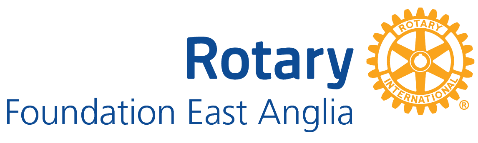 Rotary
Foundation East Anglia
ROTARY
INTERNATIONAL
®